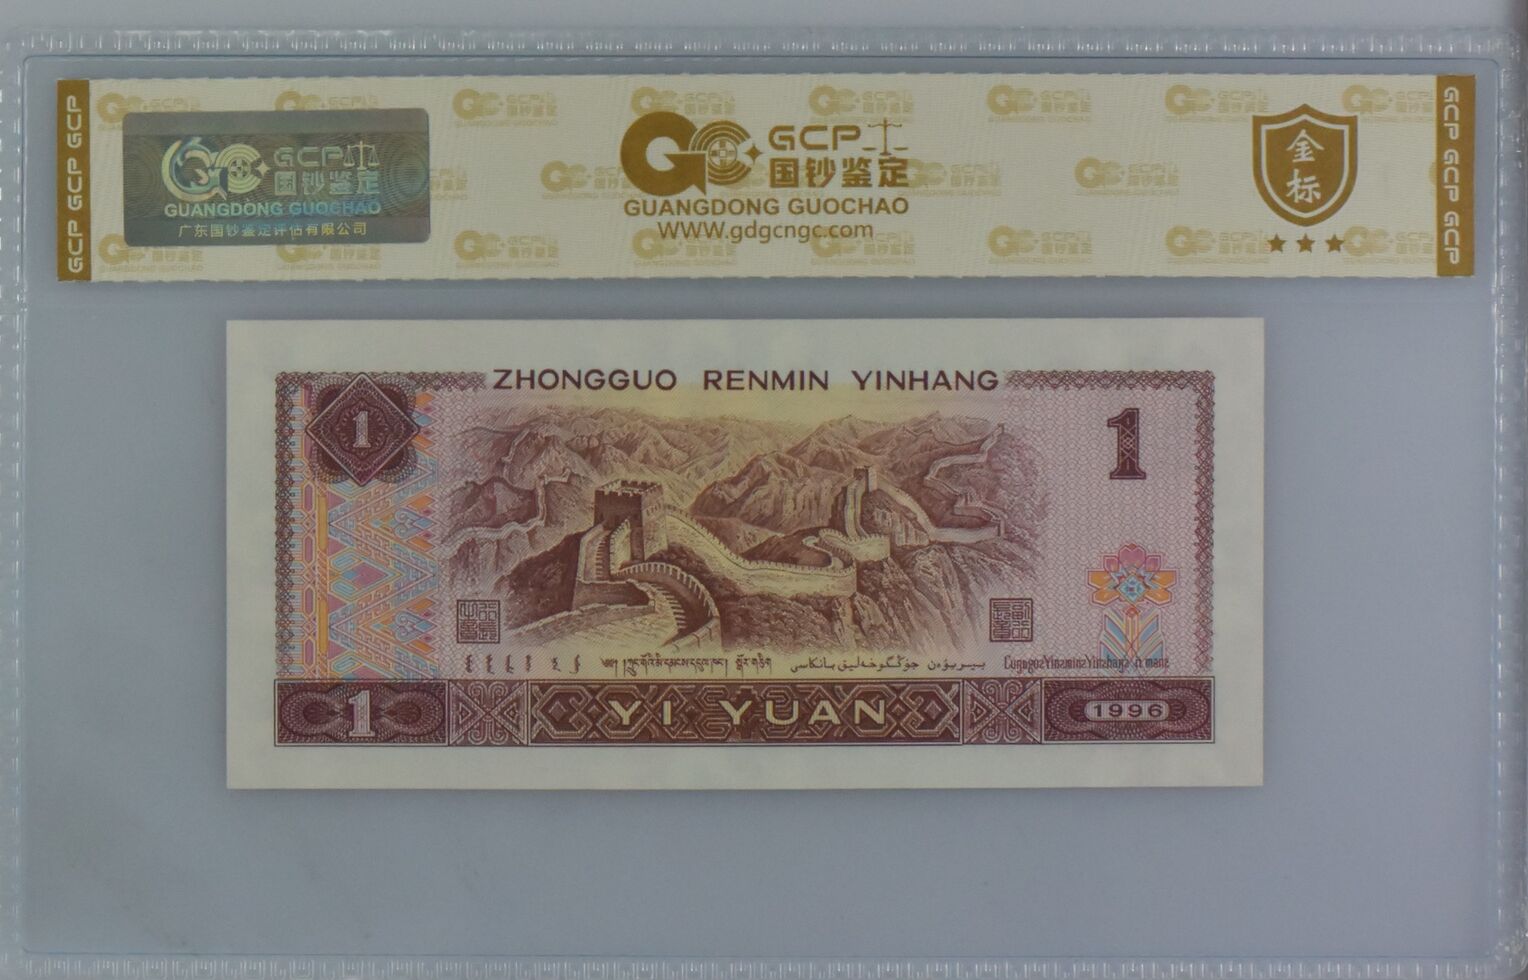 GCP GCP GCP
GCP
国钞鉴定
GUANGDONG GUOCHAO
广东国钞鉴定评估有限公司
GCP
国钞鉴定
GUANGDONG GUOCHAO
WWW.gdgcngc.com
金
标
GCP GCP GCP
ZHONGGUO RENMIN YINHANG
1
1
1
YI YUAN
1996